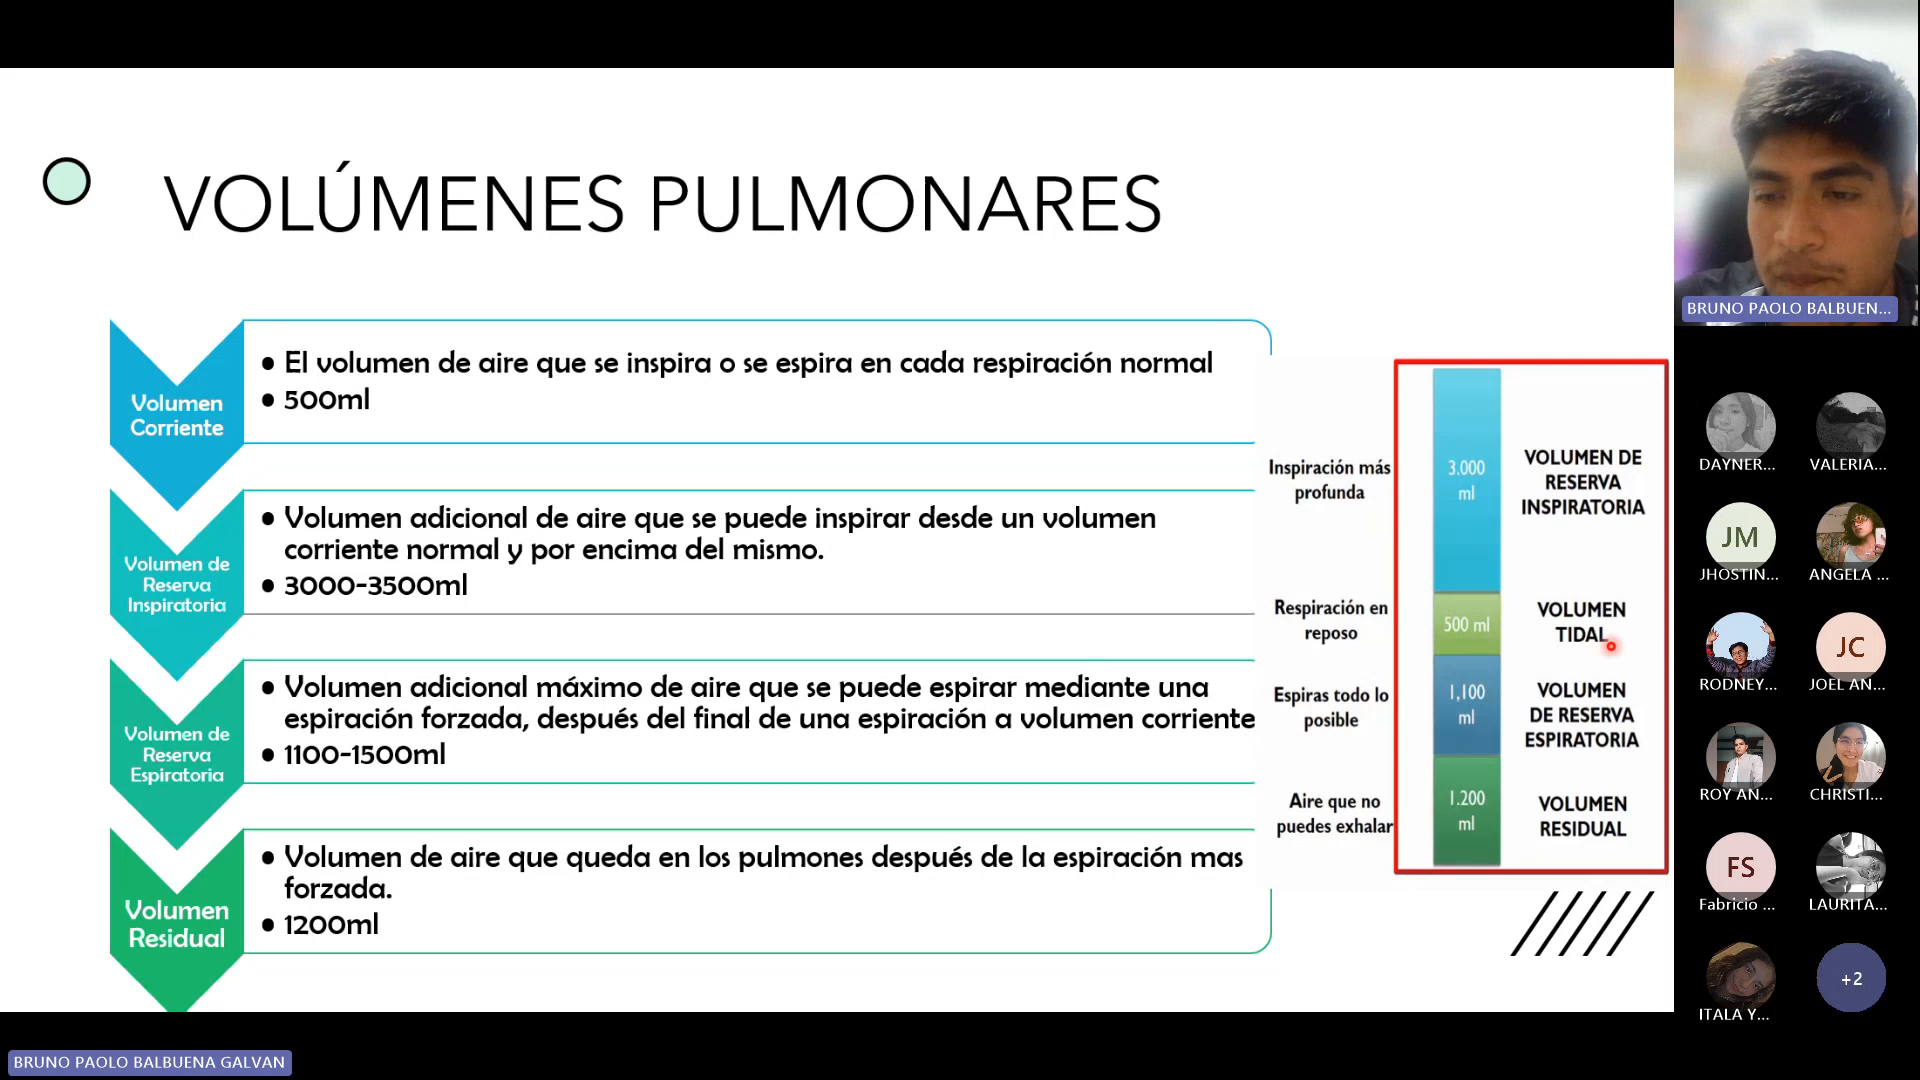 VOLÚMENES PULMONARES
Volumen
Corriente
• El volumen de aire que se inspira o se espira en cada respiración normal
• 500ml
Volumen de
Reserva
Inspiratoria
• Volumen adicional de aire que se puede inspirar desde un volumen
corriente normal y por encima del mismo.
• 3000-3500ml
Volumen de
Reserva
Espiratoria
• Volumen adicional máximo de aire que se puede espirar mediante una
espiración forzada, después del final de una espiración a volumen corriente
• 1100-1500ml
Volumen
Residual
• Volumen de aire que queda en los pulmones después de la espiración mas
forzada.
• 1200ml
Inspiración más
profunda
3.000
ml
VOLUMEN DE
RESERVA
INSPIRATORIA
Respiración en
reposo
500 ml
VOLUMEN
TIDAL
Espiras todo lo
posible
1,100
ml
VOLUMEN
DE RESERVA
ESPIRATORIA
Aire que no
puedes exhalar
1.200
ml
VOLUMEN
RESIDUAL
BRUNO PAOLO BALBUEN...
DAYNER...
VALERIA...
JM
JHOSTIN...
ANGELA ...
RODNEY...
JC
JOEL AN...
ROY AN...
CHRISTI...
FS
Fabricio ...
LAURITA...
ITALA Y...
+2
BRUNO PAOLO BALBUENA GALVAN